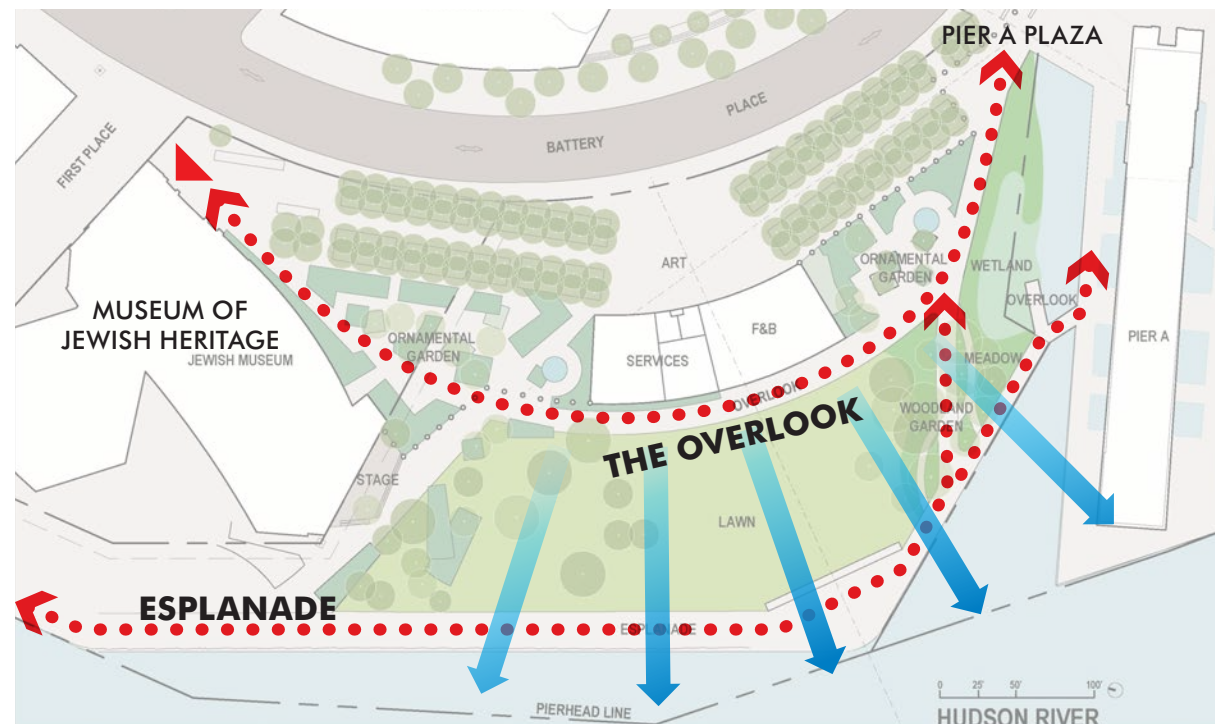 PIER A PLAZA
PLACE
BATTERY
FIRST PLACE
ART
ORNAMENTAL
GARDEN
WETLAND
OVERLOOK
MUSEUM OF
JEWISH HERITAGE
JEWISH MUSEUM
ORNAMENTAL
GARDEN
SERVICES
F&B
PIER A
MEADOW
OVERLOOK
WOODLAND
GARDEN
THE OVERLOOK
STAGE
LAWN
ESPLANADE
ESPLANADE
0 25' 50' 100'
PIERHEAD LINE
HUDSON RIVER